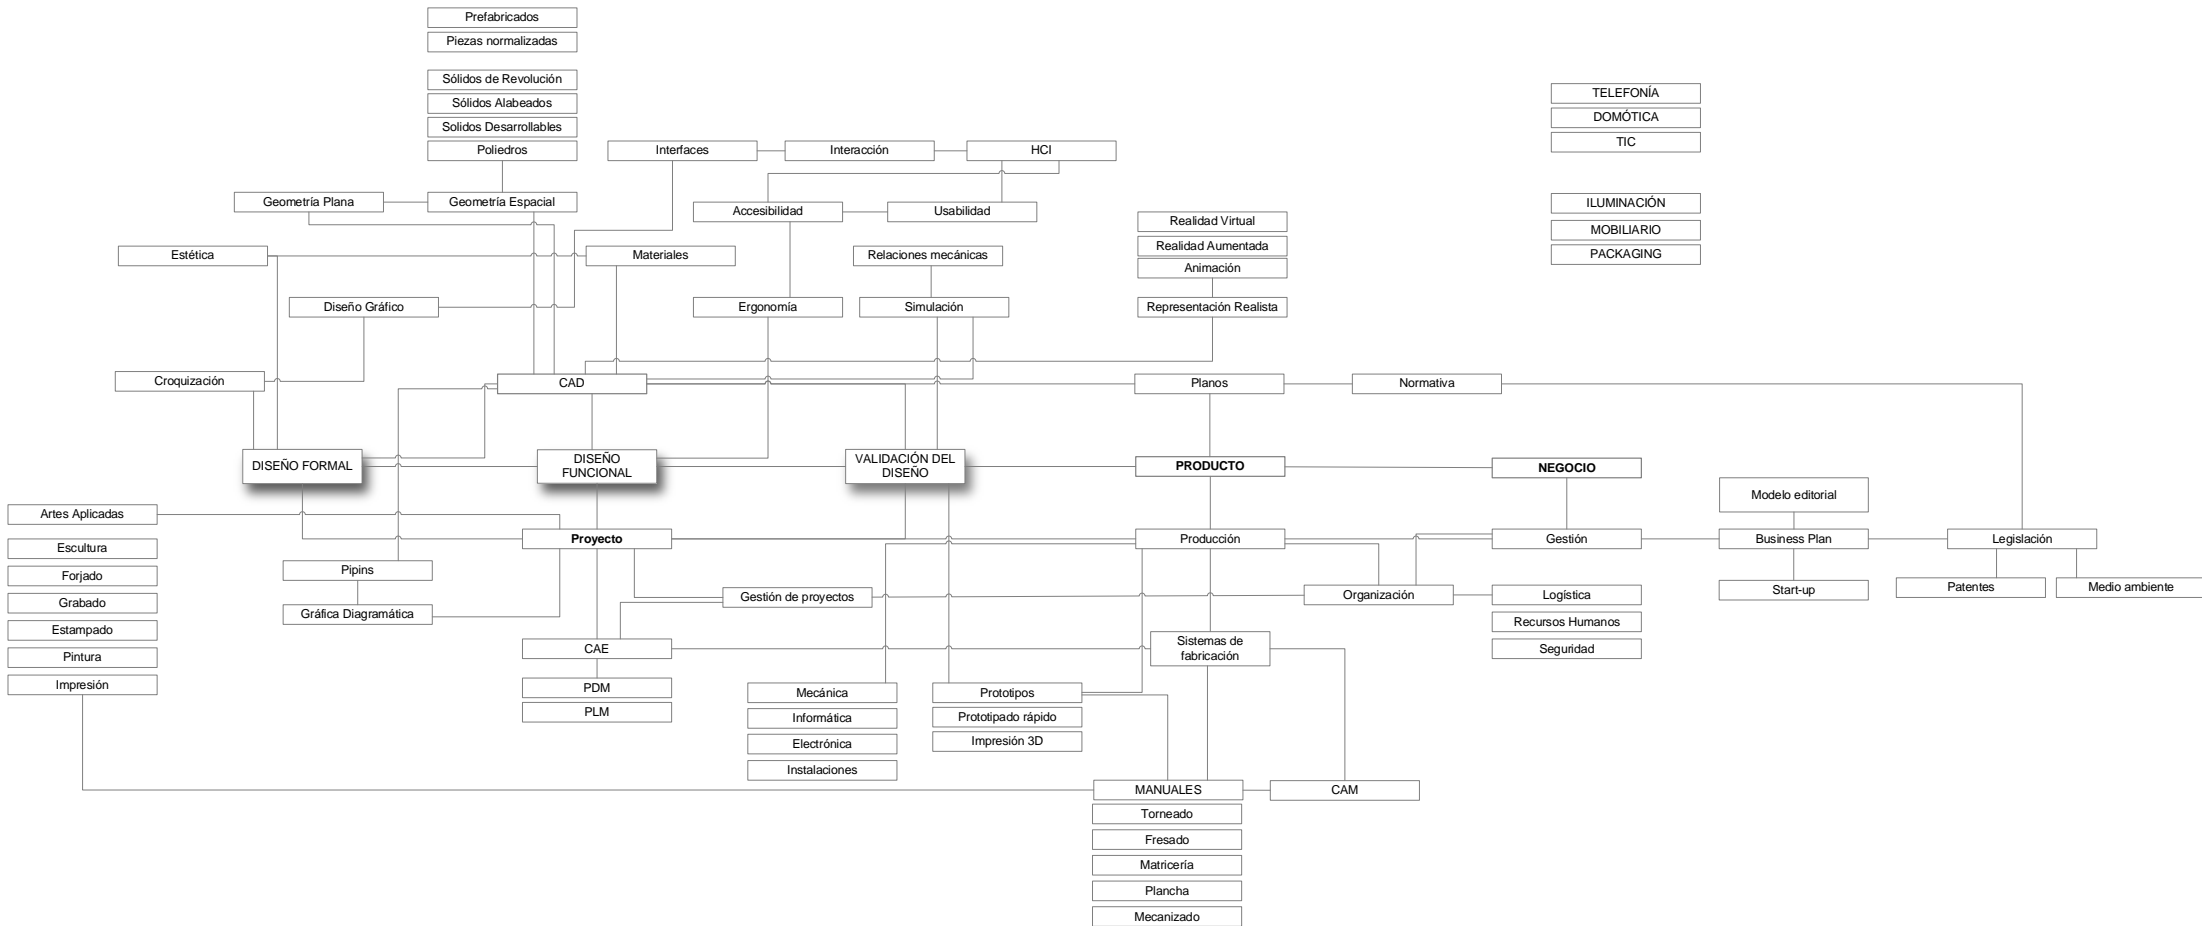 Prefabricados
Piezas normalizadas
Sólidos de Revolución
Sólidos Alabeados
Solidos Desarrollables
Poliedros
TELEFONÍA
DOMÓTICA
TIC
Interfaces
Interacción
HCI
Geometría Plana
Geometría Espacial
Accesibilidad
Usabilidad
ILUMINACIÓN
MOBILIARIO
PACKAGING
Realidad Virtual
Realidad Aumentada
Animación
Estética
Materiales
Relaciones mecánicas
Diseño Gráfico
Ergonomía
Simulación
Representación Realista
Croquización
CAD
Planos
Normativa
DISEÑO FORMAL
DISEÑO
FUNCIONAL
VALIDACIÓN DEL
DISEÑO
PRODUCTO
NEGOCIO
Modelo editorial
Artes Aplicadas
Escultura
Forjado
Grabado
Estampado
Pintura
Impresión
Proyecto
Producción
Gestión
Business Plan
Legislación
Pipins
Gráfica Diagramática
Gestión de proyectos
Organización
Logística
Recursos Humanos
Seguridad
Start-up
Patentes
Medio ambiente
CAE
PDM
PLM
Sistemas de
fabricación
Mecánica
Informática
Electrónica
Instalaciones
Prototipos
Prototipado rápido
Impresión 3D
MANUALES
CAM
Torneado
Fresado
Matricería
Plancha
Mecanizado